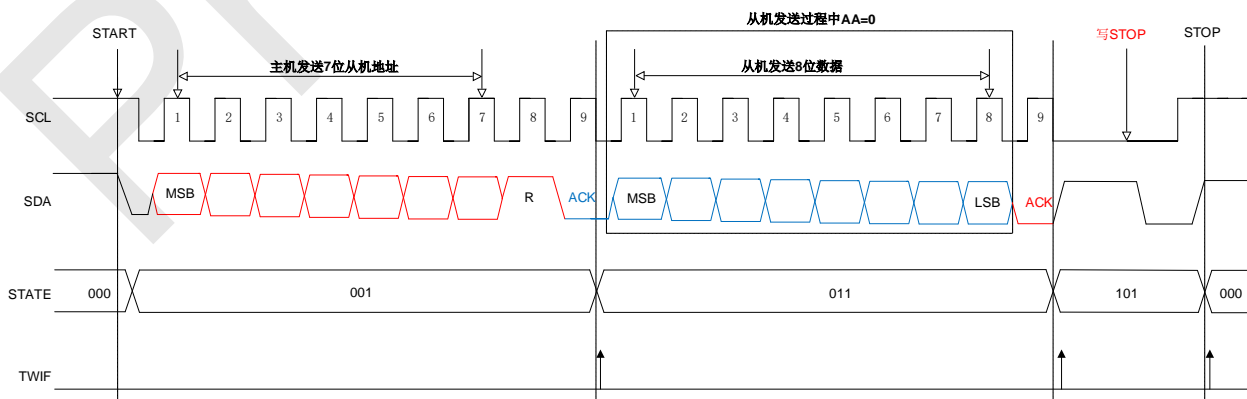 从机发送过程中AA=0
START
写STOP
STOP
主机发送7位从机地址
从机发送8位数据
SCL
1 2 3 4 5 6 7 8 9 1 2 3 4 5 6 7 8 9
SDA
MSB R ACK MSB LSB ACK
STATE 000 001 011 101 000
TWIF